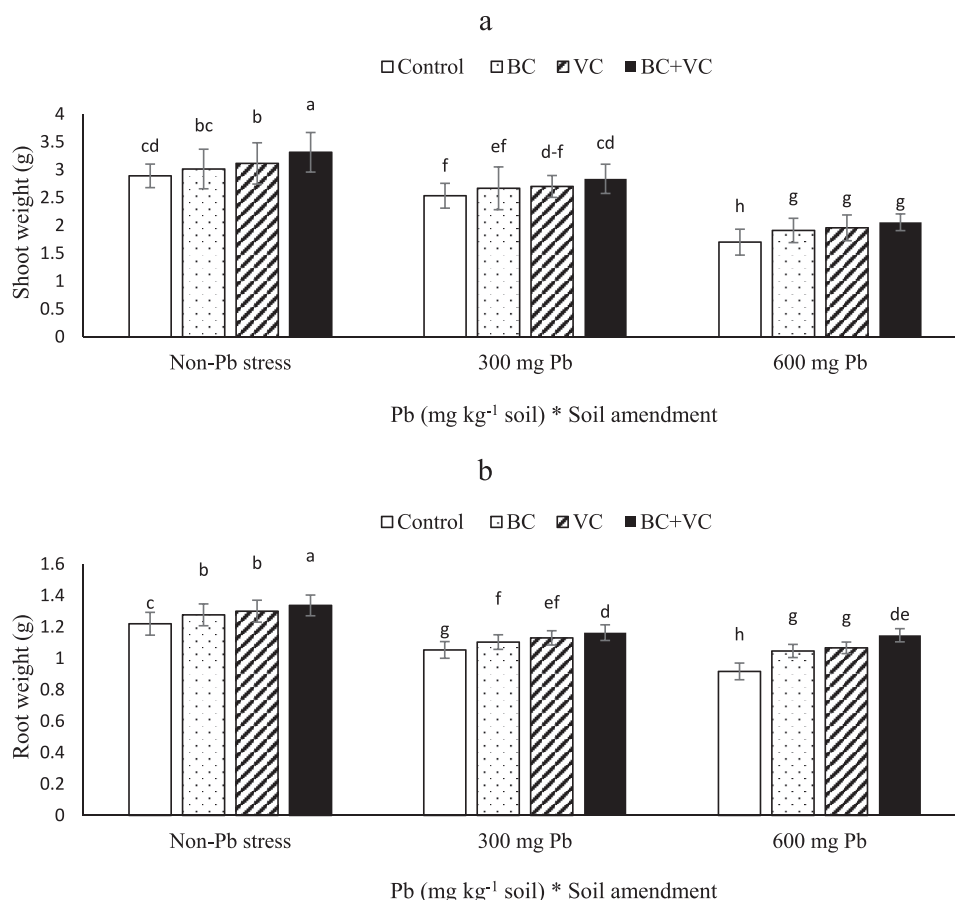 a
Control BC VC BC+VC
4
3.5
3
2.5
2
1.5
1
0.5
0
Shoot weight (g)
cd bc b a f ef d-f cd h g g g
Non-Pb stress 300 mg Pb 600 mg Pb
Pb (mg kg⁻¹ soil) * Soil amendment
b
Control BC VC BC+VC
1.6
1.4
1.2
1
0.8
0.6
0.4
0.2
0
Root weight (g)
c b b a g f ef d h g g de
Non-Pb stress 300 mg Pb 600 mg Pb
Pb (mg kg⁻¹ soil) * Soil amendment